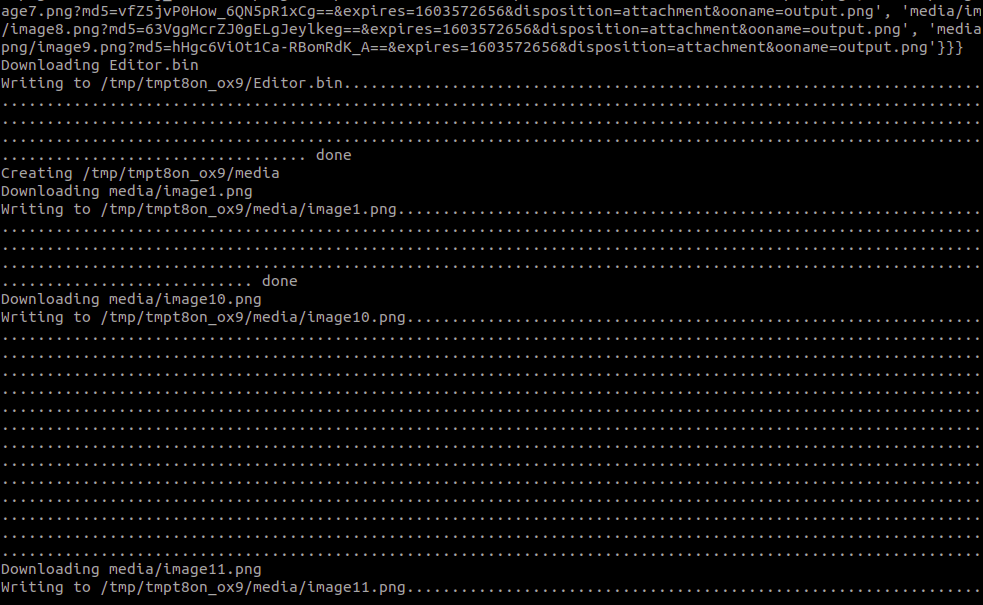 age7.png?md5=vfZ5jvP0How_6QN5pR1xCg==&expires=1603572656&disposition=attachment&ooname=output.png', 'media/im
/image8.png?md5=63VggMcrZJ0gELgJeylkeg==&expires=1603572656&disposition=attachment&ooname=output.png', 'media
png/image9.png?md5=hHgc6ViOt1Ca-RBomRdK_A==&expires=1603572656&disposition=attachment&ooname=output.png'}}}
Downloading Editor.bin
Writing to /tmp/tmpt8on_ox9/Editor.bin.......................................................................
.............................................................................................................
.............................................................................................................
.............................................................................................................
.................................. done
Creating /tmp/tmpt8on_ox9/media
Downloading media/image1.png
Writing to /tmp/tmpt8on_ox9/media/image1.png.................................................................
.............................................................................................................
.............................................................................................................
.............................................................................................................
............................ done
Downloading media/image10.png
Writing to /tmp/tmpt8on_ox9/media/image10.png................................................................
.............................................................................................................
.............................................................................................................
.............................................................................................................
.............................................................................................................
.............................................................................................................
.............................................................................................................
.............................................................................................................
.............................................................................................................
.............................................................................................................
.............................................................................................................
.............................................................................................................
.............................................................................................................
.............................................................................................................
Downloading media/image11.png
Writing to /tmp/tmpt8on_ox9/media/image11.png................................................................